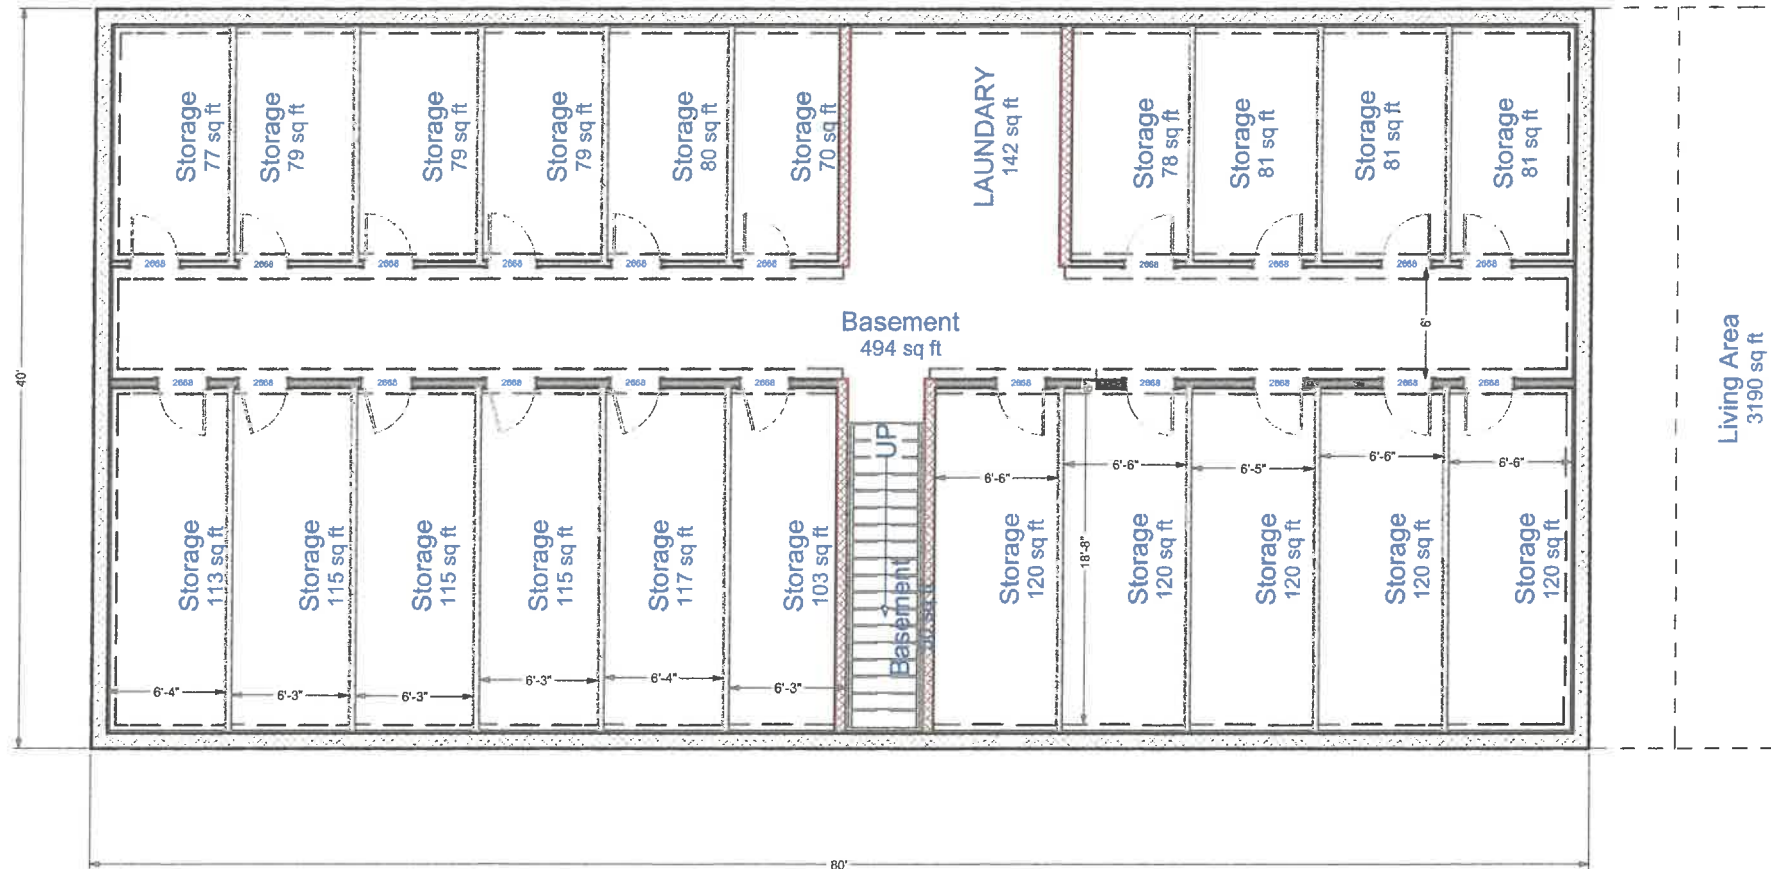 Storage
77 sq ft
Storage
79 sq ft
Storage
79 sq ft
Storage
79 sq ft
Storage
80 sq ft
Storage
70 sq ft
LAUNDARY
142 sq ft
Storage
78 sq ft
Storage
81 sq ft
Storage
81 sq ft
Storage
81 sq ft
2668
2668
2668
2668
2668
2668
2668
2668
2668
2668
Basement
494 sq ft
6'
40'
Living Area
3190 sq ft
2668
2668
2668
2668
2668
2668
2668
2668
2668
2668
2668
UP
6'-6"
6'-6"
6'-5"
6'-6"
6'-6"
18'-8"
Storage
113 sq ft
Storage
115 sq ft
Storage
115 sq ft
Storage
115 sq ft
Storage
117 sq ft
Storage
103 sq ft
Basement
sq ft
Storage
120 sq ft
Storage
120 sq ft
Storage
120 sq ft
Storage
120 sq ft
Storage
120 sq ft
6'-4"
6'-3"
6'-3"
6'-3"
6'-4"
6'-3"
80'